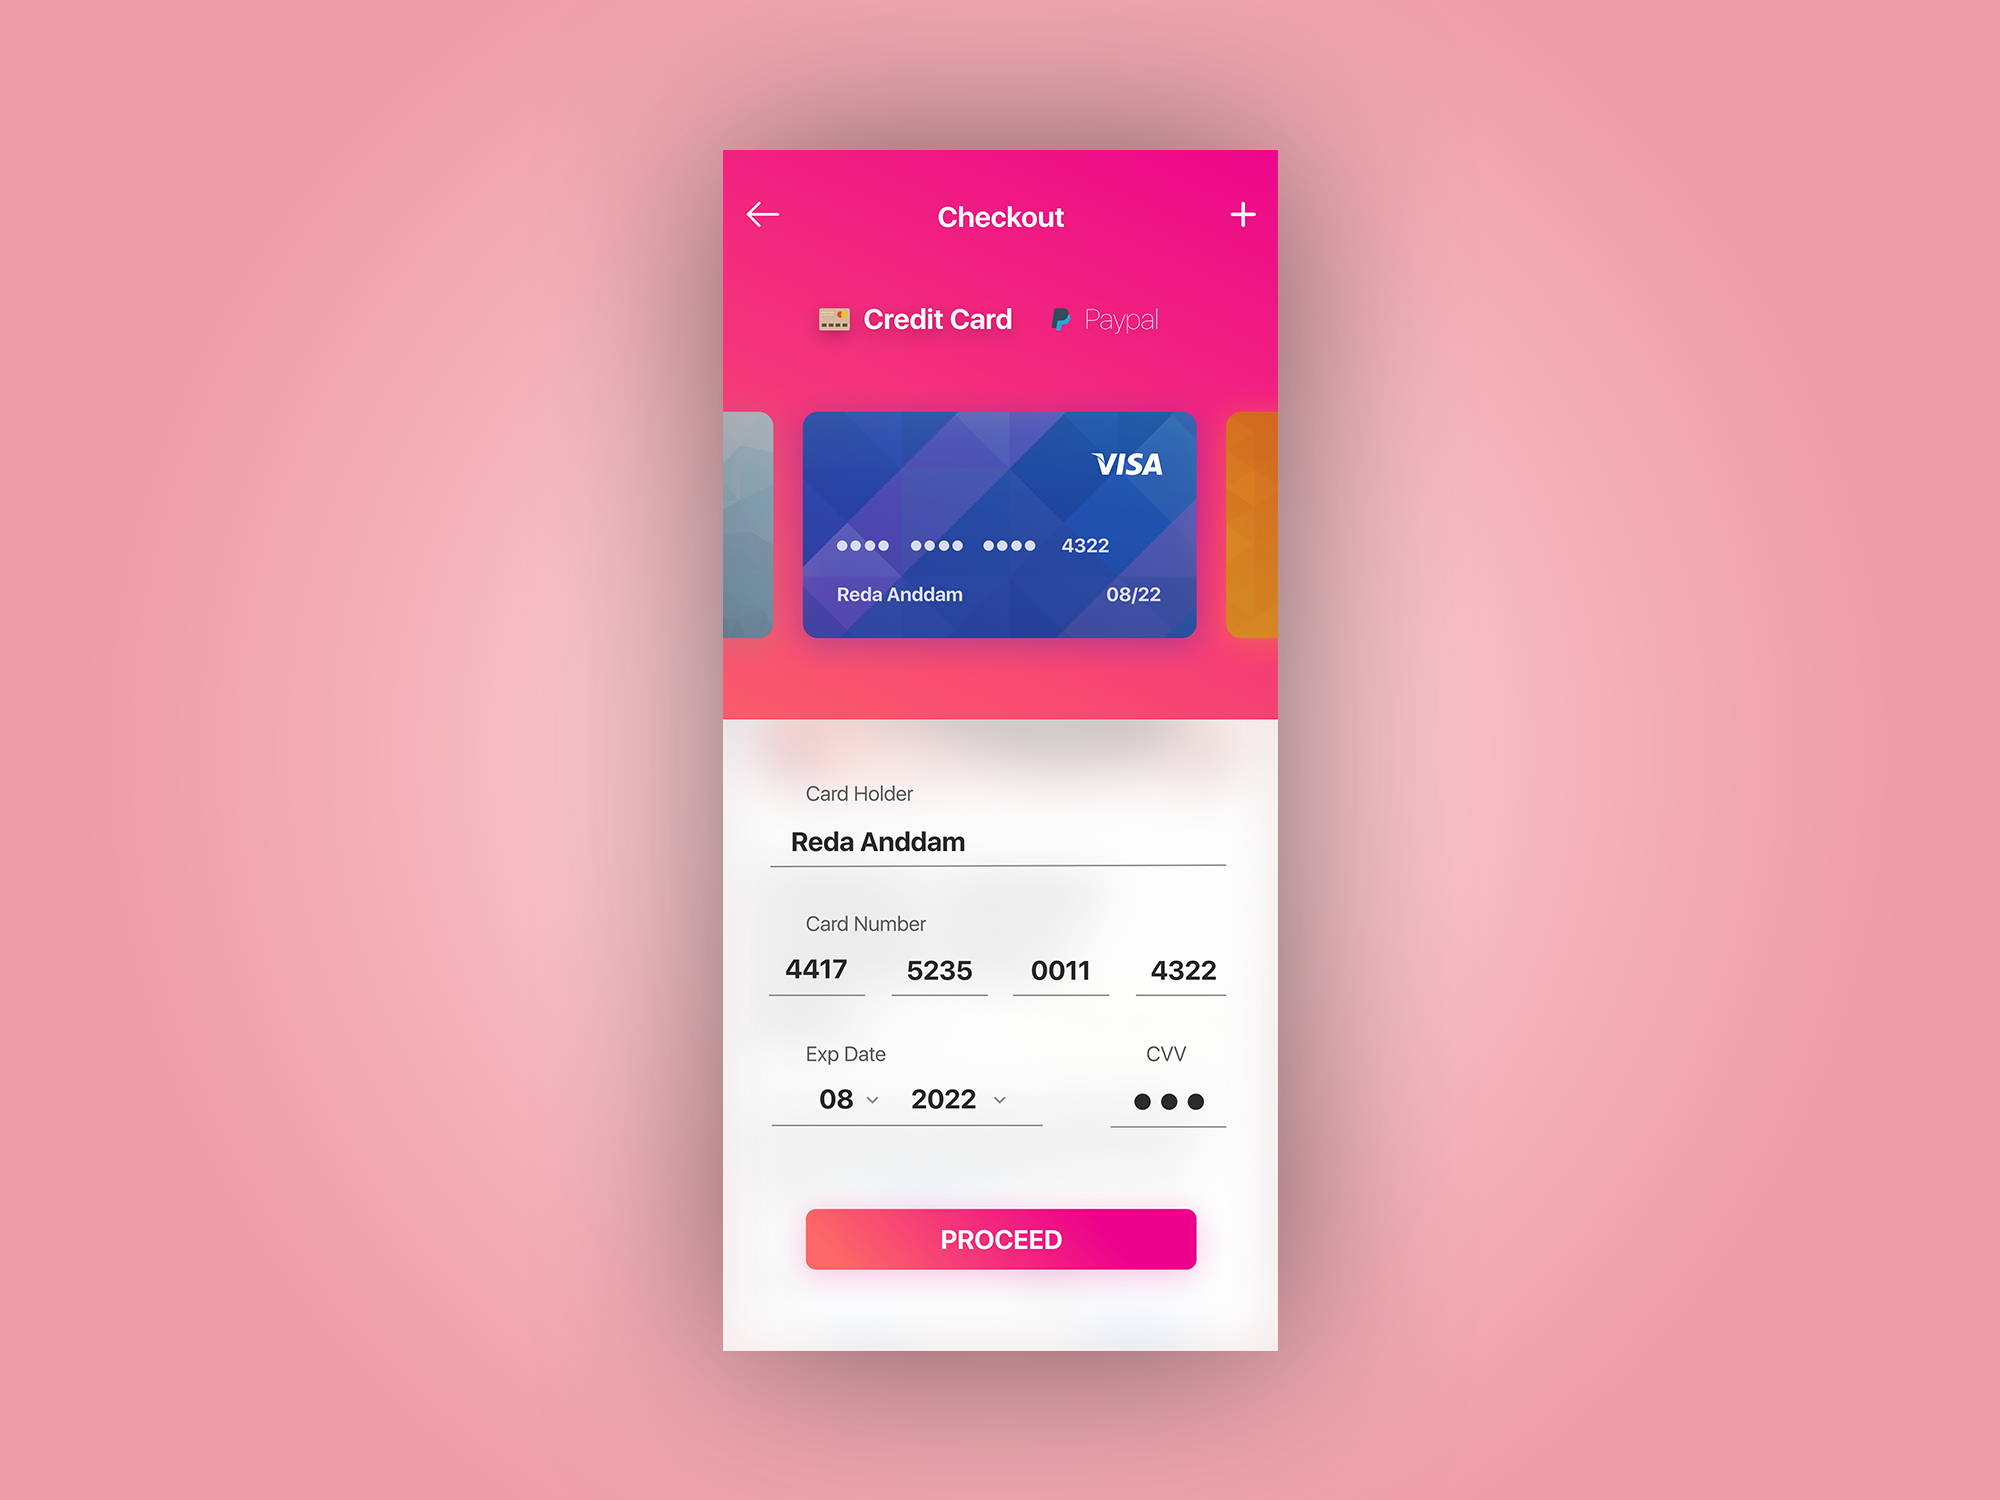 Checkout
Credit Card Paypal
VISA
4322
Reda Anddam 08/22
Card Holder
Reda Anddam
Card Number
4417 5235 0011 4322
Exp Date CVV
08 2022
PROCEED